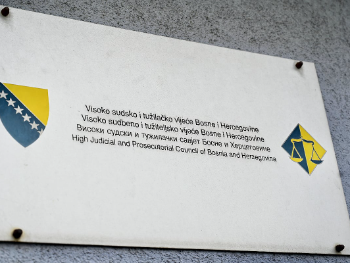 Visoko sudsko i tužilačko vijeće Bosne i Hercegovine
Visoko sudbeno i tužiteljsko vijeće Bosne i Hercegovine
Високи судски и тужилачки савјет Босне и Херцеговине
High Judicial and Prosecutorial Council of Bosnia and Herzegovina